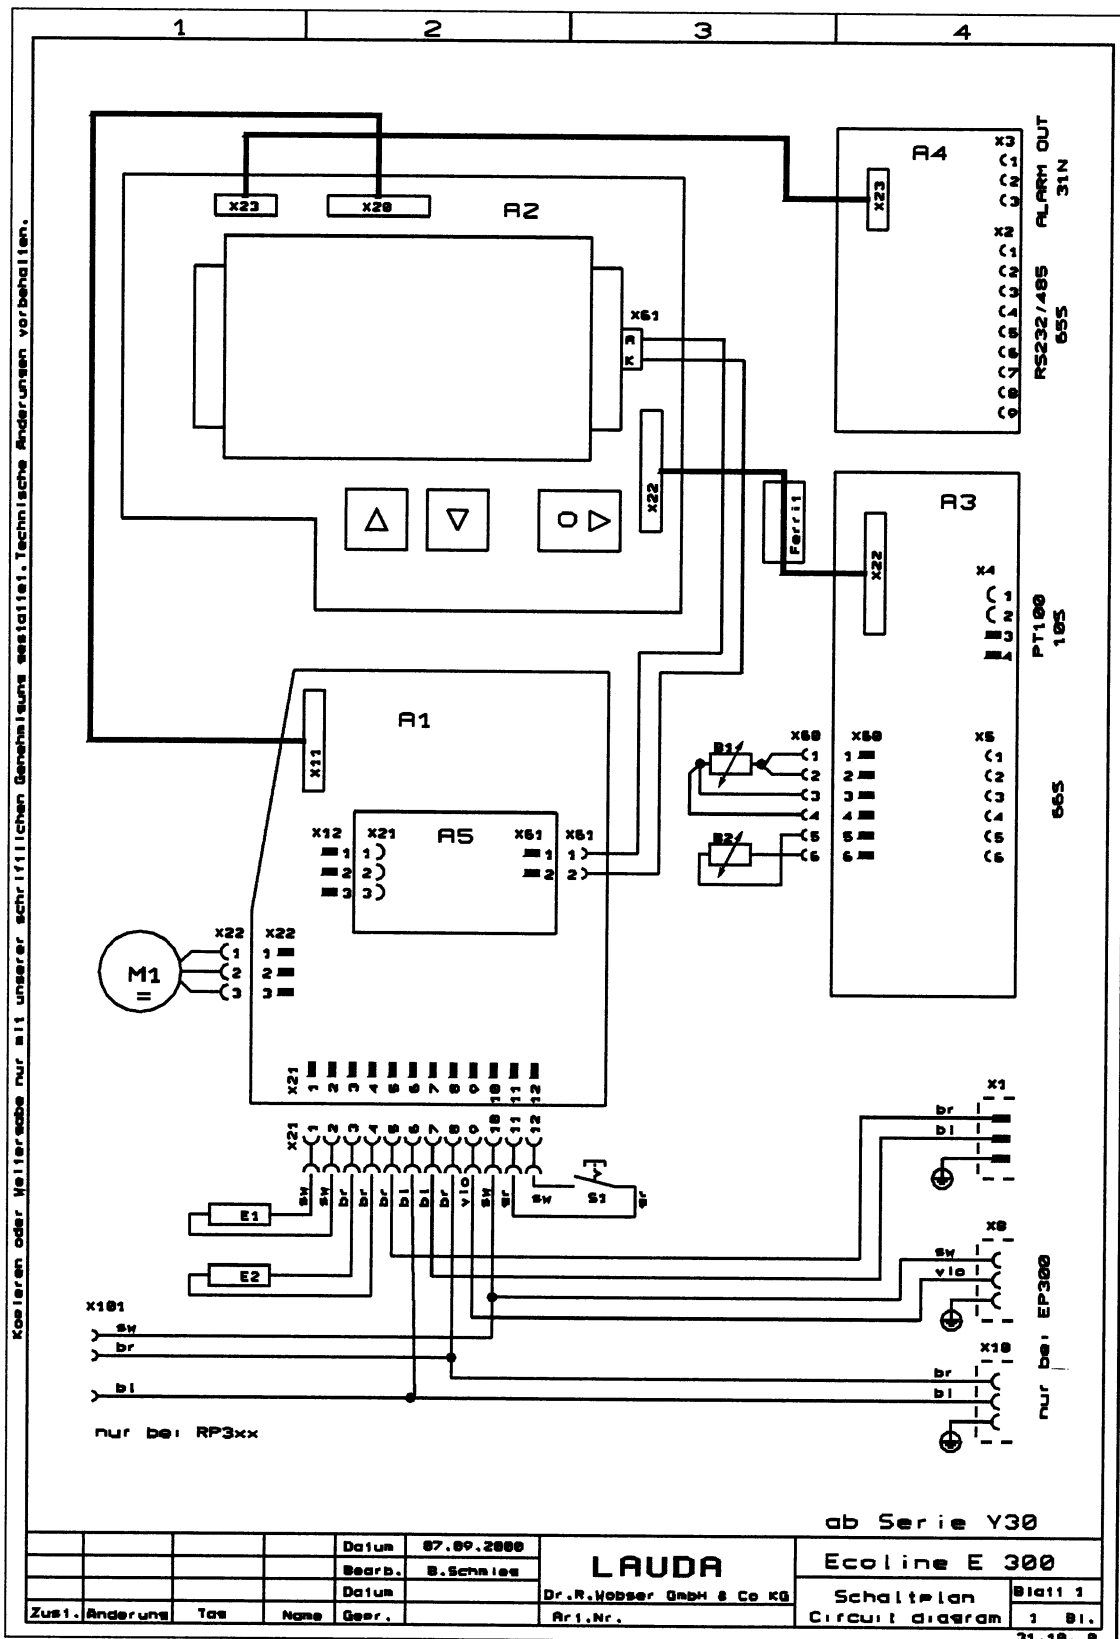 1 2 3 4
Kopieren oder Weitergabe nur mit unserer schriftlichen Genehmigung gestattet. Technische Änderungen vorbehalten.
X23
X20
A2
X61
A
K
X22
Ferrit
A4
X23
X3
1
2
3
ALARM OUT
31N
X2
1
2
3
4
5
6
7
8
9
RS232/485
65S
A3
X22
X4
1
2
3
4
PT100
10S
X60 X60
1 1
2 2
3 3
4 4
5 5
6 6
B1
B2
X5
1
2
3
4
5
6
66S
A1
X11
A5
X12 X21
1 1
2 2
3 3
X61 X61
1 1
2 2
M1
=
X22 X22
1 1
2 2
3 3
X21 1 2 3 4 5 6 7 8 9 10 11 12
X21 1 2 3 4 5 6 7 8 9 10 11 12
sw sw br br br bl bl br vio sw gr sw
S1
gr
E1
E2
X1
br
bl
X8
sw
vio
X10
br
bl
nur bei EP300
X101
sw
br
bl
nur bei RP3xx
ab Serie Y30
Datum 07.09.2000
Bearb. B.Schmies
Datum
Zust. Änderung Tag Name Gepr.
LAUDA
Dr.R.Wobser GmbH & Co KG
Art.Nr.
Ecoline E 300
Schaltplan
Circuit diagram
Blatt 1
1 Bl.